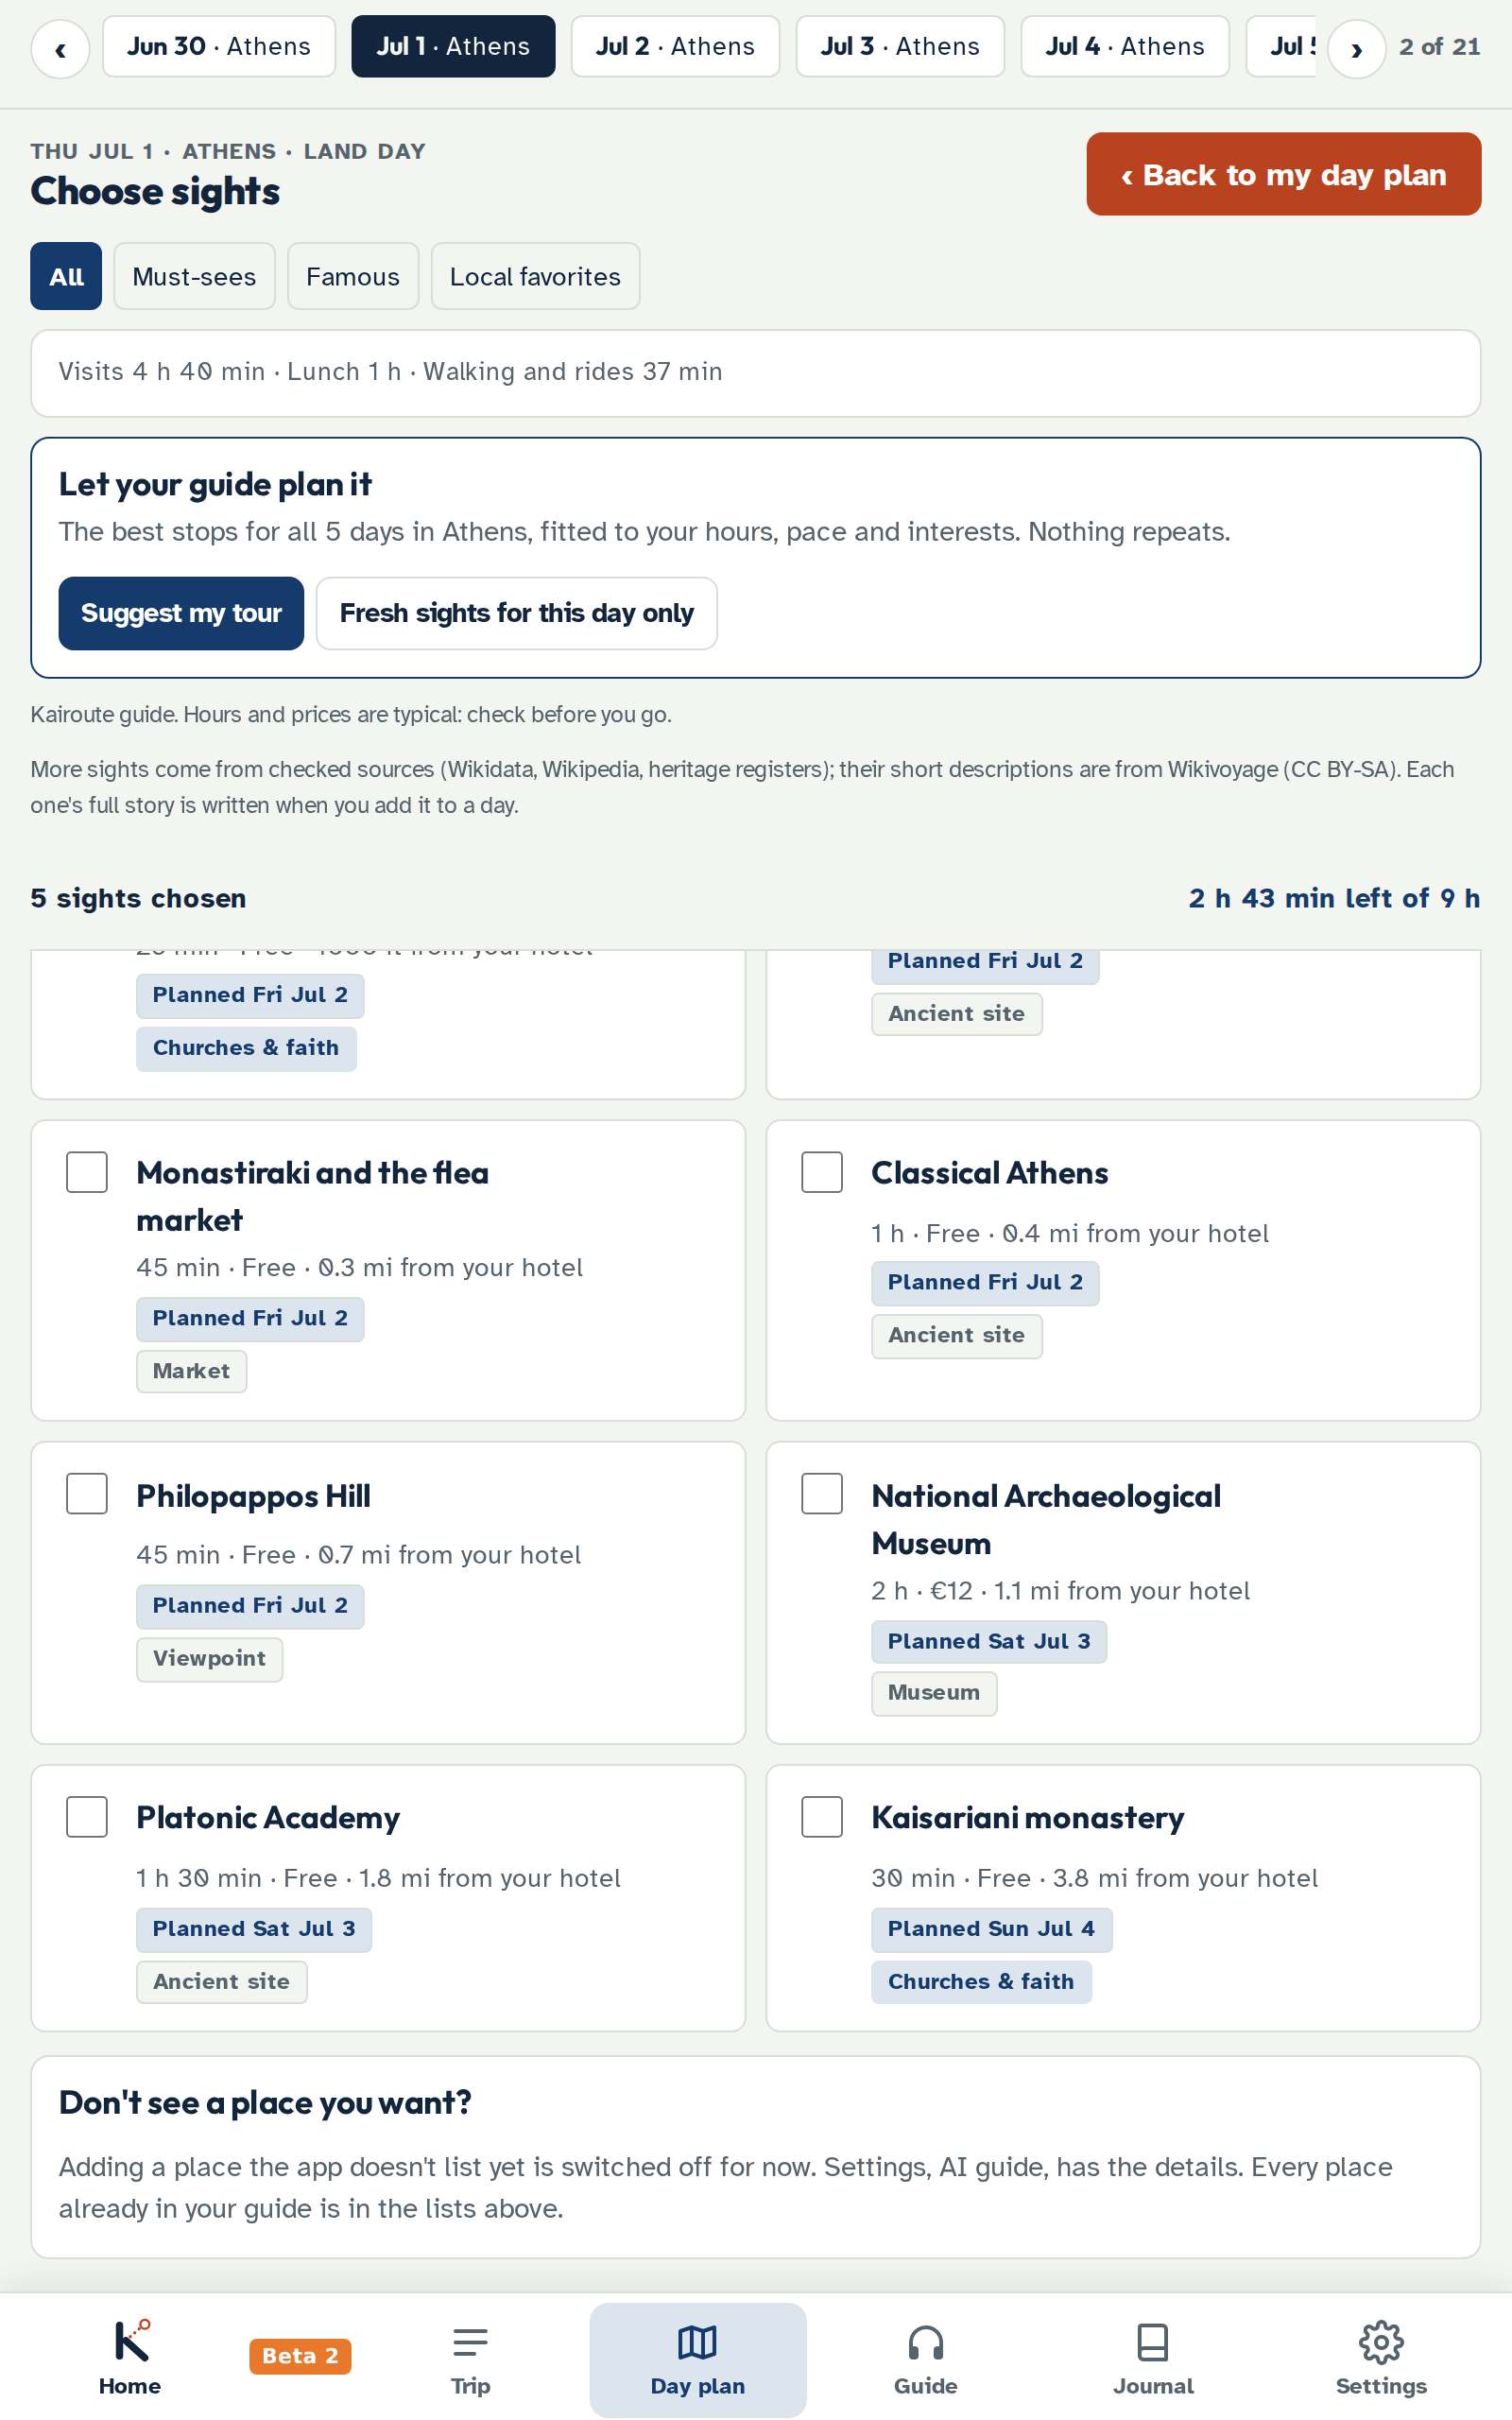 ‹
Jun 30 · Athens
Jul 1 · Athens
Jul 2 · Athens
Jul 3 · Athens
Jul 4 · Athens
Jul
›
2 of 21
THU JUL 1 · ATHENS · LAND DAY
Choose sights
‹ Back to my day plan
All
Must-sees
Famous
Local favorites
Visits 4 h 40 min · Lunch 1 h · Walking and rides 37 min
Let your guide plan it
The best stops for all 5 days in Athens, fitted to your hours, pace and interests. Nothing repeats.
Suggest my tour
Fresh sights for this day only
Kairoute guide. Hours and prices are typical: check before you go.
More sights come from checked sources (Wikidata, Wikipedia, heritage registers); their short descriptions are from Wikivoyage (CC BY-SA). Each
one's full story is written when you add it to a day.
5 sights chosen
2 h 43 min left of 9 h
from your hotel
Planned Fri Jul 2
Churches & faith
Planned Fri Jul 2
Ancient site
Monastiraki and the flea
market
45 min · Free · 0.3 mi from your hotel
Planned Fri Jul 2
Market
Classical Athens
1 h · Free · 0.4 mi from your hotel
Planned Fri Jul 2
Ancient site
Philopappos Hill
45 min · Free · 0.7 mi from your hotel
Planned Fri Jul 2
Viewpoint
National Archaeological
Museum
2 h · €12 · 1.1 mi from your hotel
Planned Sat Jul 3
Museum
Platonic Academy
1 h 30 min · Free · 1.8 mi from your hotel
Planned Sat Jul 3
Ancient site
Kaisariani monastery
30 min · Free · 3.8 mi from your hotel
Planned Sun Jul 4
Churches & faith
Don't see a place you want?
Adding a place the app doesn't list yet is switched off for now. Settings, AI guide, has the details. Every place
already in your guide is in the lists above.
Home
Beta 2
Trip
Day plan
Guide
Journal
Settings